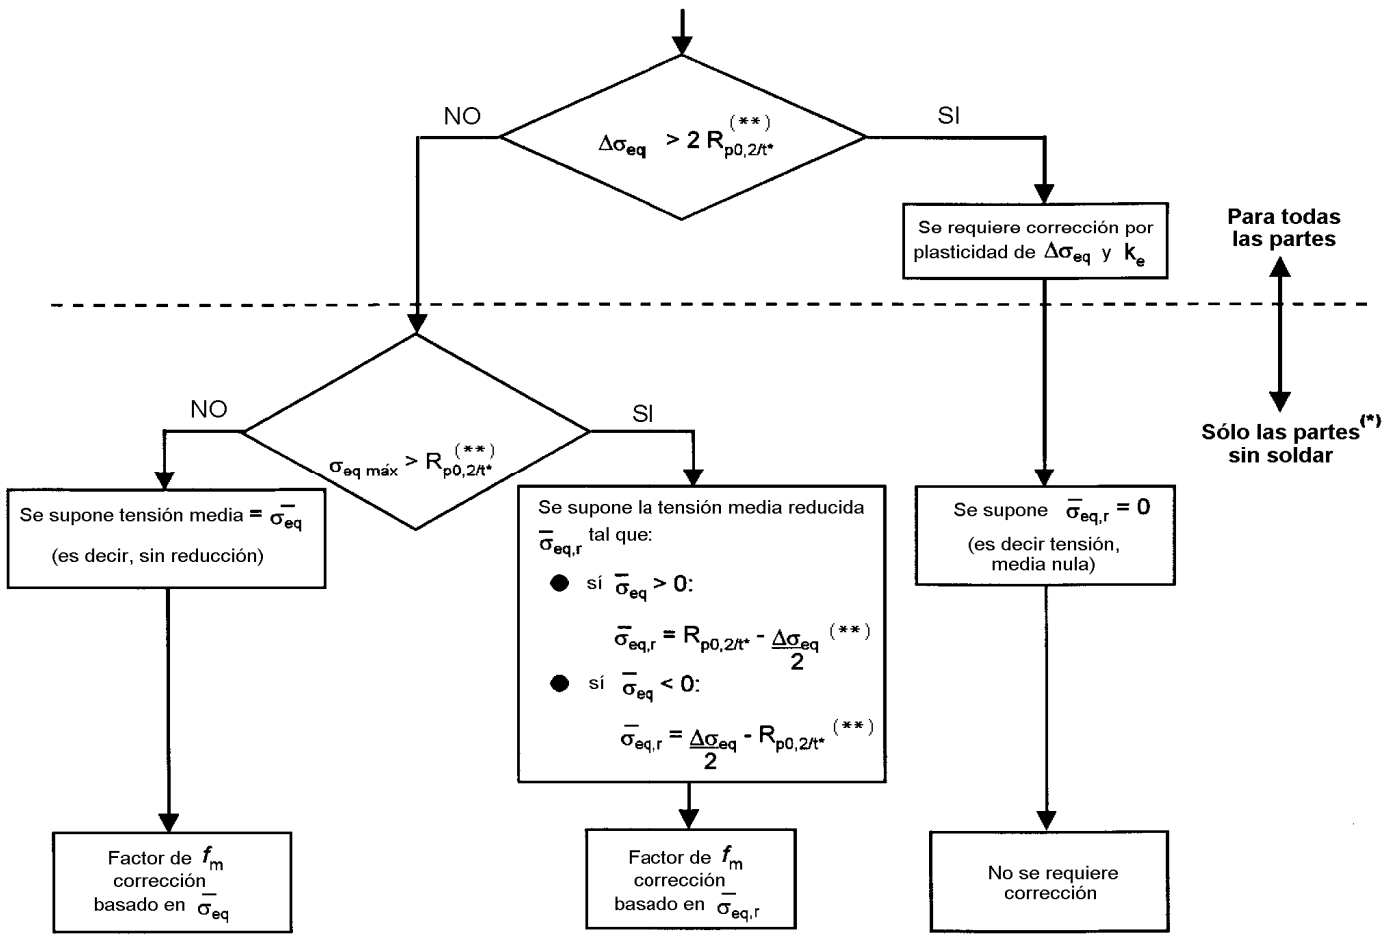 NO
SI
Δσeq > 2 Rp0,2/t* (**)
Se requiere corrección por
plasticidad de Δσeq y ke
Para todas
las partes
NO
SI
σeq máx > Rp0,2/t* (**)
Sólo las partes(*)
sin soldar
Se supone tensión media = σ̅eq
(es decir, sin reducción)
Se supone la tensión media reducida
σ̅eq,r tal que:
● sí σ̅eq > 0:
σ̅eq,r = Rp0,2/t* - Δσeq/2 (**)
● sí σ̅eq < 0:
σ̅eq,r = Δσeq/2 - Rp0,2/t* (**)
Se supone σ̅eq,r = 0
(es decir tensión,
media nula)
Factor de fm
corrección
basado en σ̅eq
Factor de fm
corrección
basado en σ̅eq,r
No se requiere
corrección